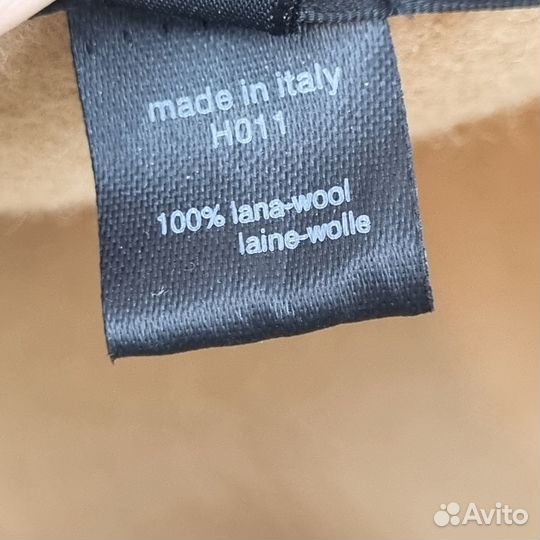 made in italy
H011
100% lana-wool
laine-wolle
Avito